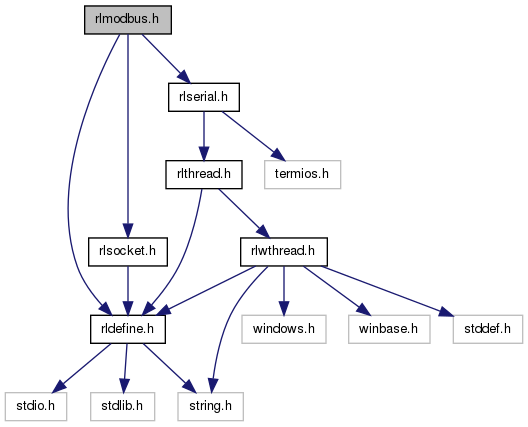 rlmodbus.h
rlserial.h
rlthread.h
termios.h
rlsocket.h
rlwthread.h
rldefine.h
windows.h
winbase.h
stddef.h
stdio.h
stdlib.h
string.h